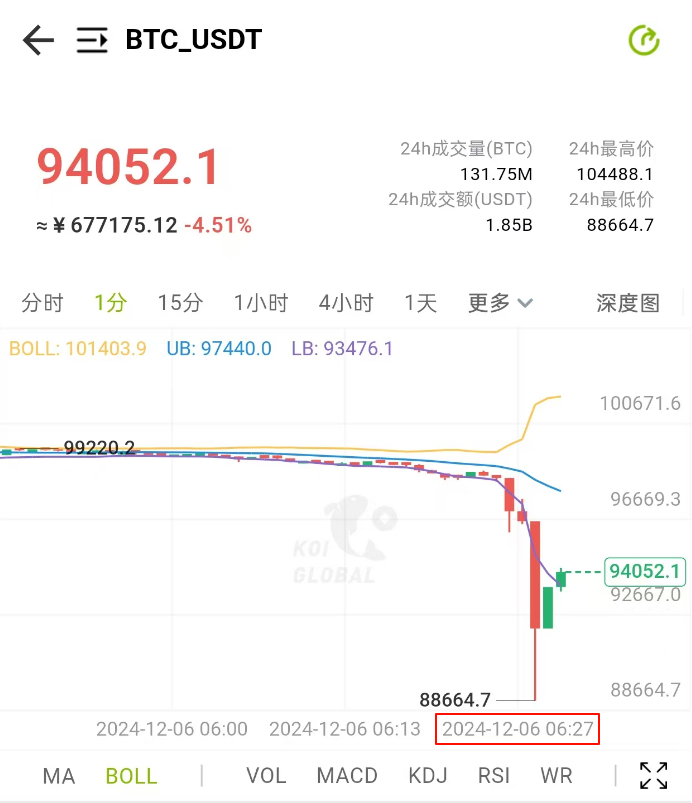 BTC_USDT
94052.1
≈ ¥ 677175.12 -4.51%
24h成交量(BTC)
131.75M
24h成交额(USDT)
1.85B
24h最高价
104488.1
24h最低价
88664.7
分时 1分 15分 1小时 4小时 1天 更多 深度图
BOLL: 101403.9 UB: 97440.0 LB: 93476.1
100671.6
99220.2
96669.3
KOI
GLOBAL
94052.1
92667.0
88664.7
88664.7
2024-12-06 06:00 2024-12-06 06:13 2024-12-06 06:27
MA BOLL VOL MACD KDJ RSI WR